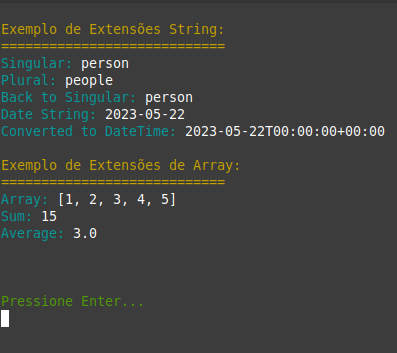 Exemplo de Extensões String:
============================
Singular: person
Plural: people
Back to Singular: person
Date String: 2023-05-22
Converted to DateTime: 2023-05-22T00:00:00+00:00
Exemplo de Extensões de Array:
============================
Array: [1, 2, 3, 4, 5]
Sum: 15
Average: 3.0
Pressione Enter...